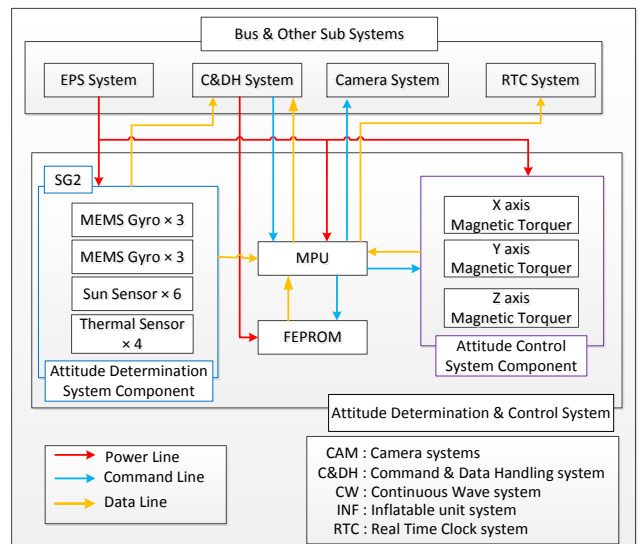 Bus & Other Sub Systems
EPS System
C&DH System
Camera System
RTC System
SG2
MEMS Gyro × 3
MEMS Gyro × 3
Sun Sensor × 6
Thermal Sensor
× 4
Attitude Determination
System Component
MPU
FEPROM
X axis
Magnetic Torquer
Y axis
Magnetic Torquer
Z axis
Magnetic Torquer
Attitude Control
System Component
Attitude Determination & Control System
Power Line
Command Line
Data Line
CAM : Camera systems
C&DH : Command & Data Handling system
CW : Continuous Wave system
INF : Inflatable unit system
RTC : Real Time Clock system